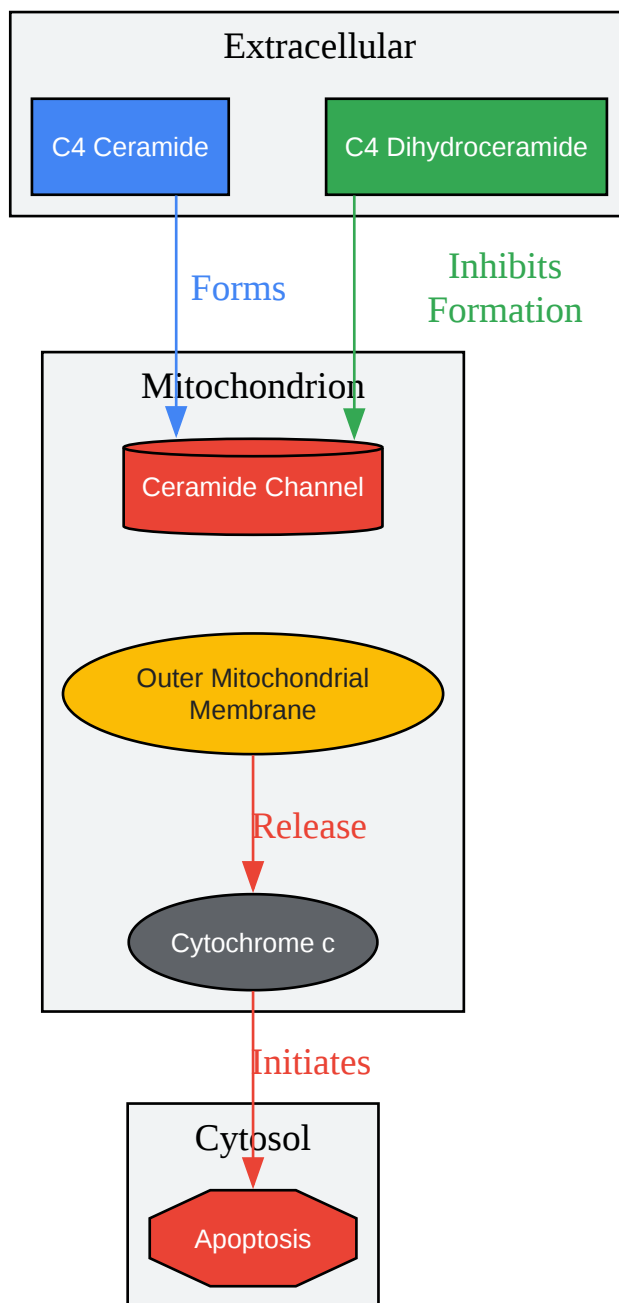 Extracellular
C4 Ceramide
C4 Dihydroceramide
Forms
Inhibits
Formation
Mitochondrion
Ceramide Channel
Outer Mitochondrial
Membrane
Release
Cytochrome c
Initiates
Cytosol
Apoptosis